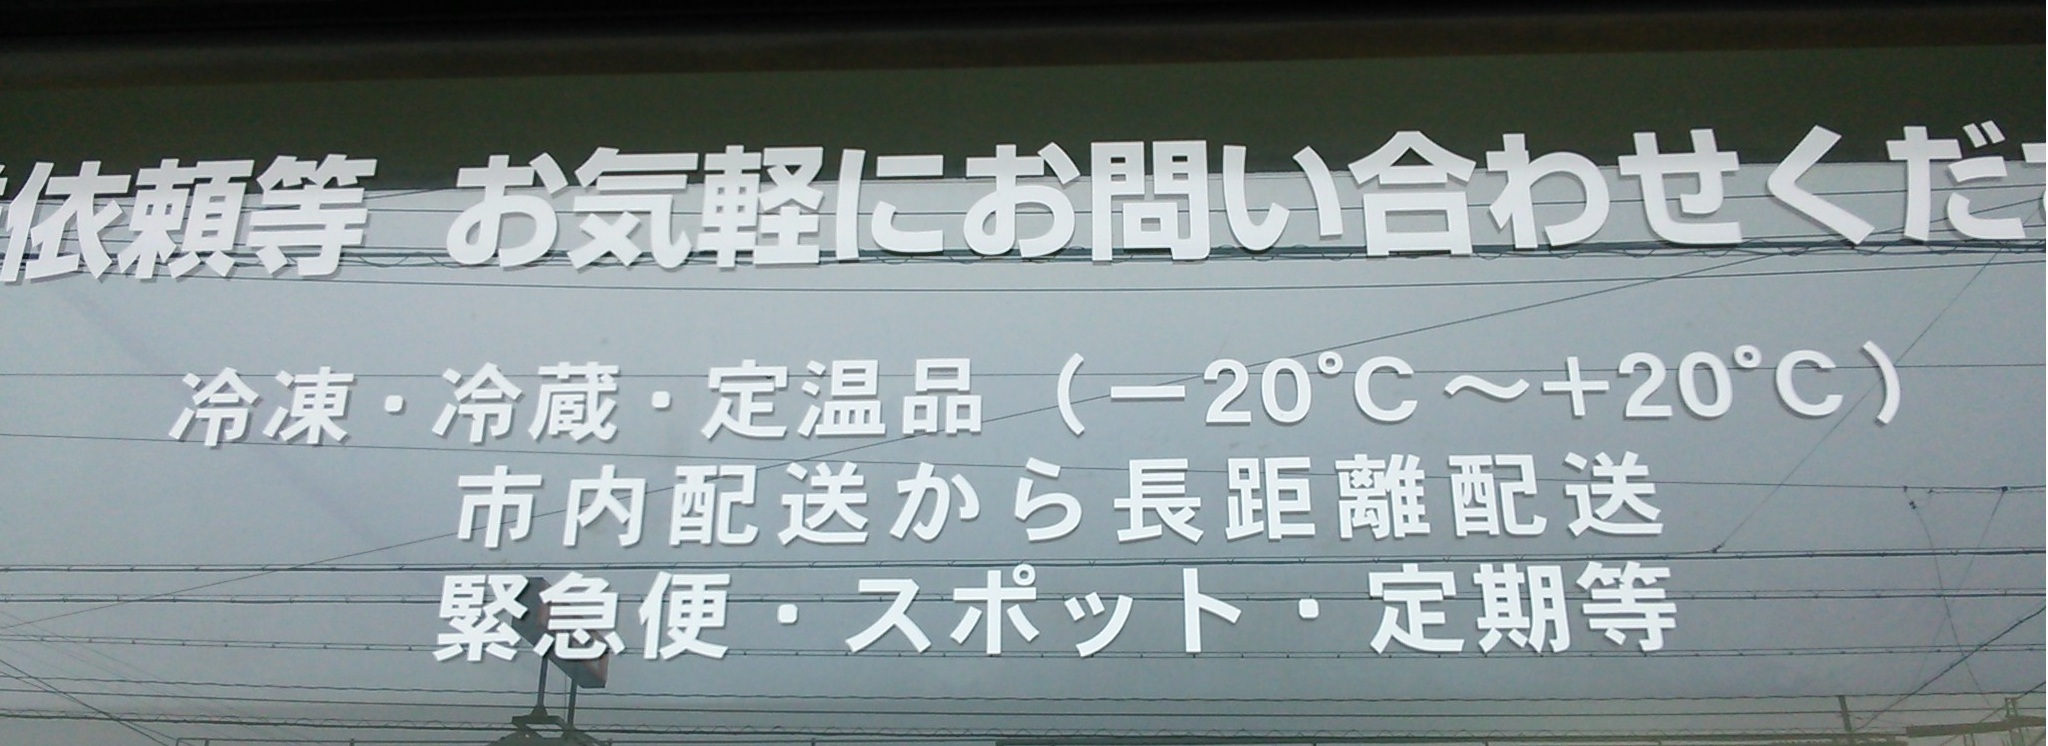 依頼等 お気軽にお問い合わせくだ
冷凍・冷蔵・定温品（－20℃～+20℃）
市内配送から長距離配送
緊急便・スポット・定期等